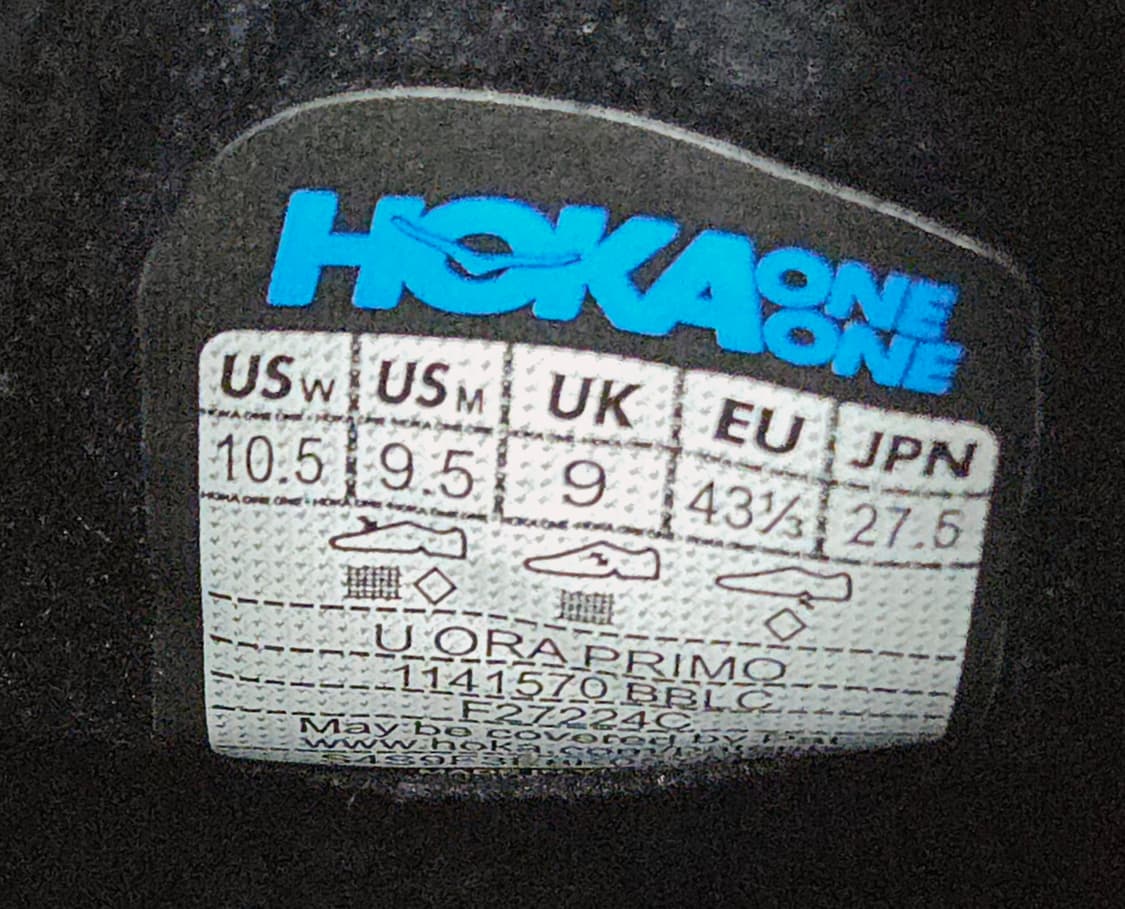 HOKA ONE ONE
USW USM UK EU JPN
10.5 9.5 9 43⅓ 27.5
U ORA PRIMO
1141570 BBLC
F27224C
May be covered by
www.hoka.com/